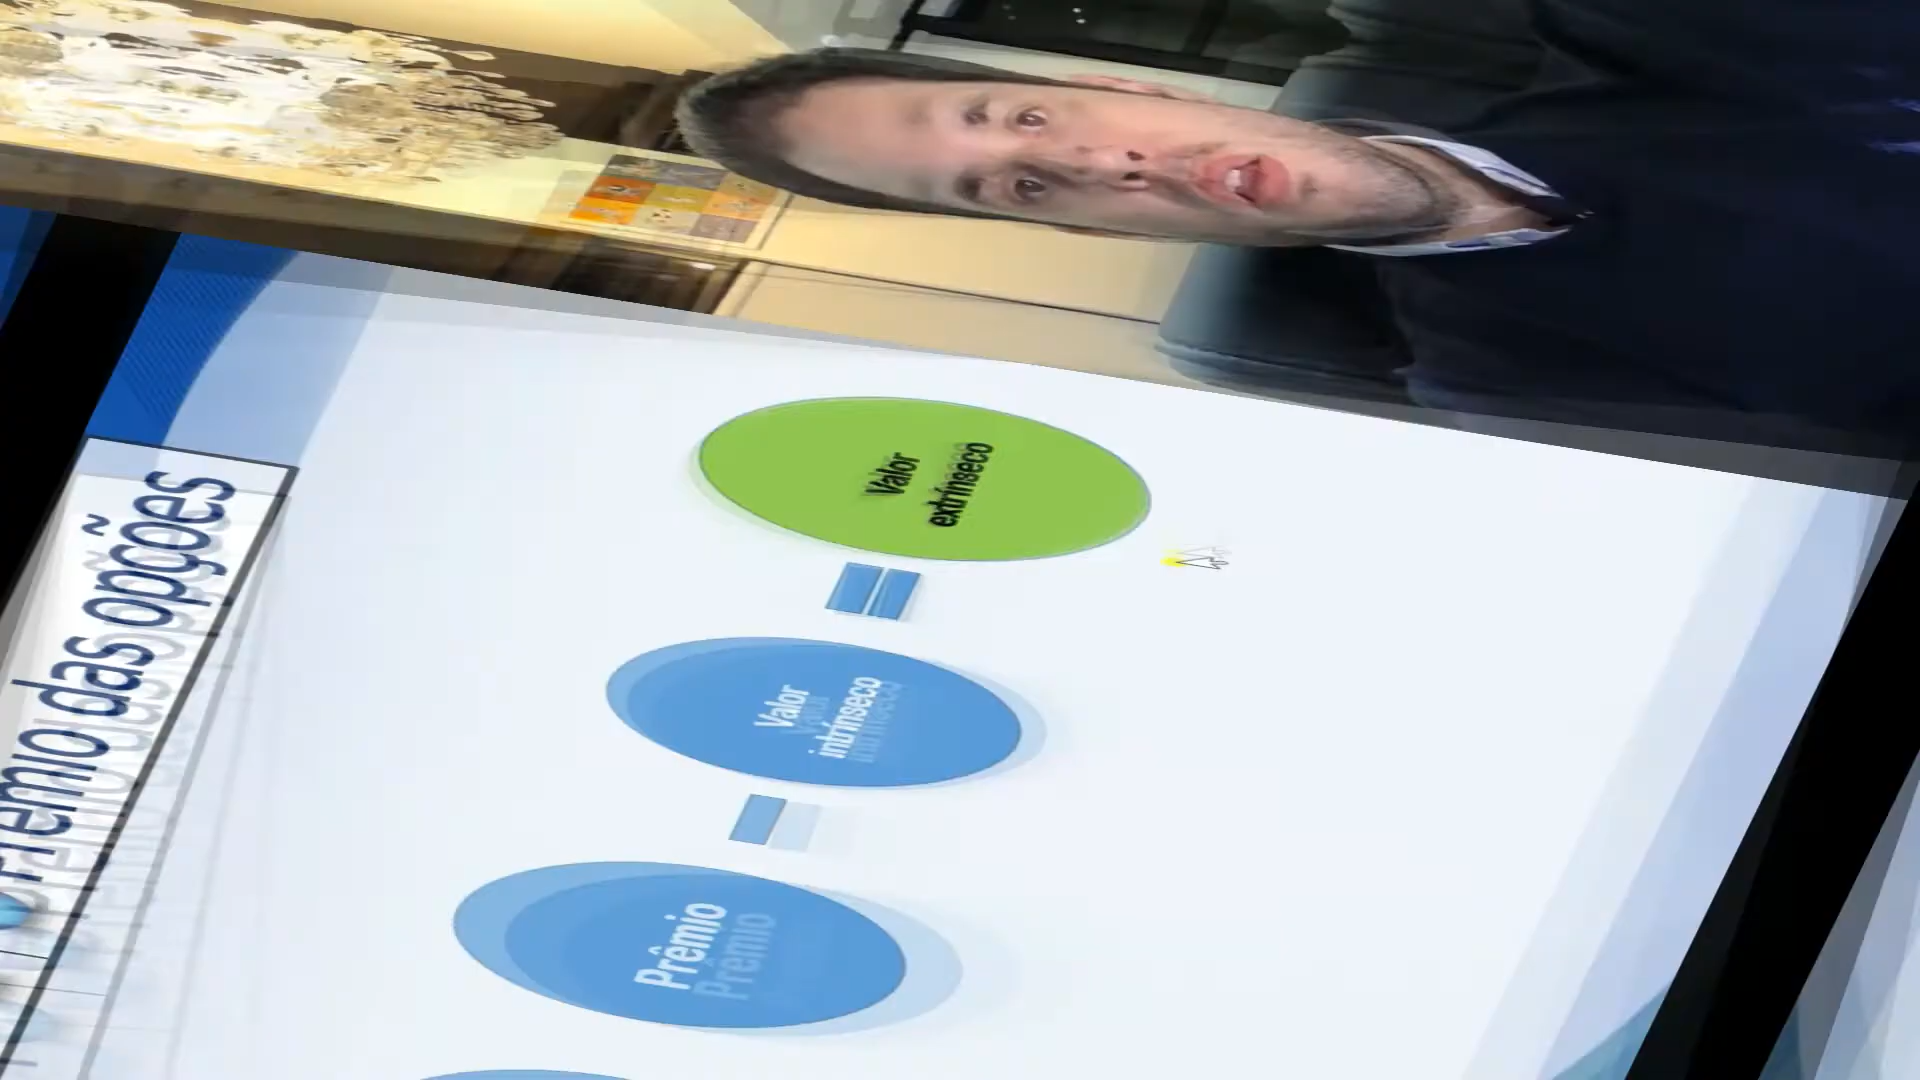 Prêmio das opções
Prêmio
Valor
intrínseco
Valor
extrínseco